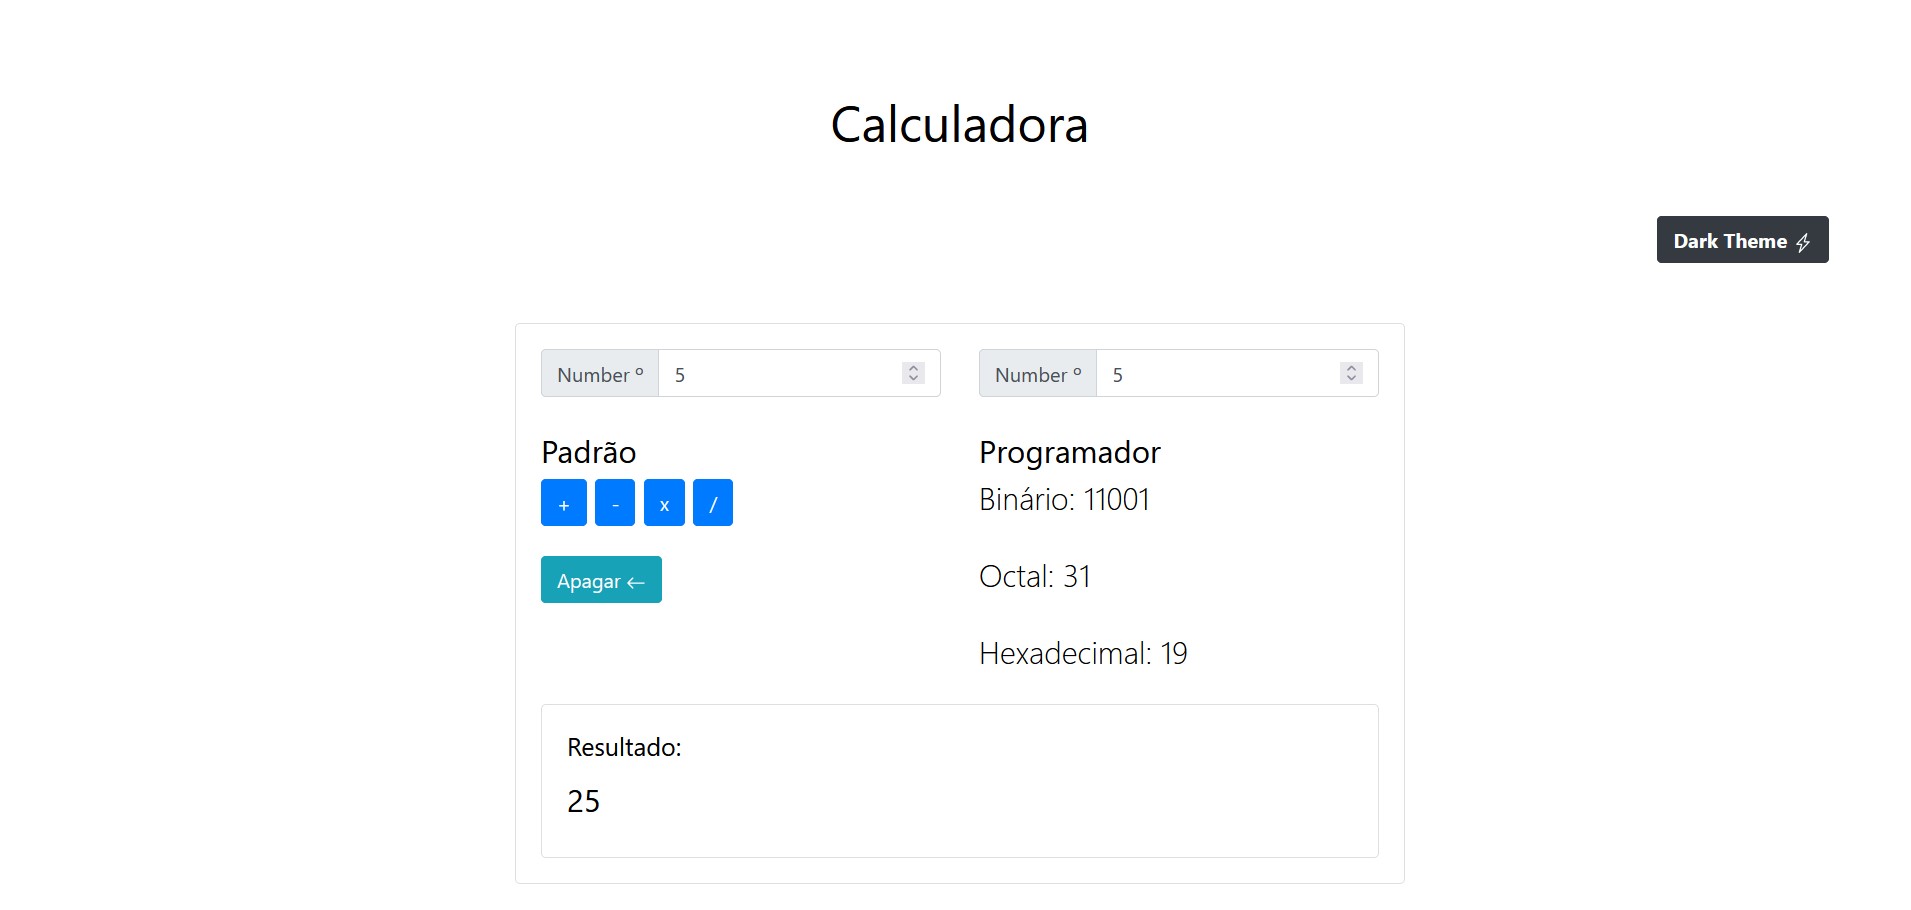 Calculadora
Dark Theme
Number º 5
Number º 5
Padrão
+ - x /
Apagar ←
Programador
Binário: 11001
Octal: 31
Hexadecimal: 19
Resultado:
25